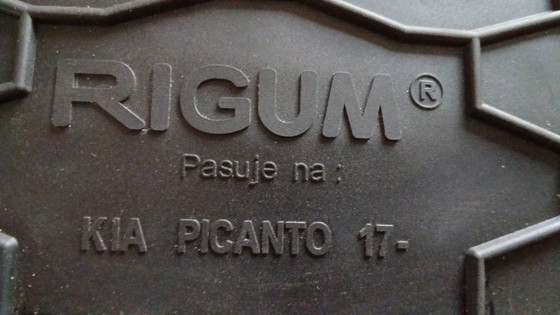 RIGUM®
Pasuje na:
KIA PICANTO 17-